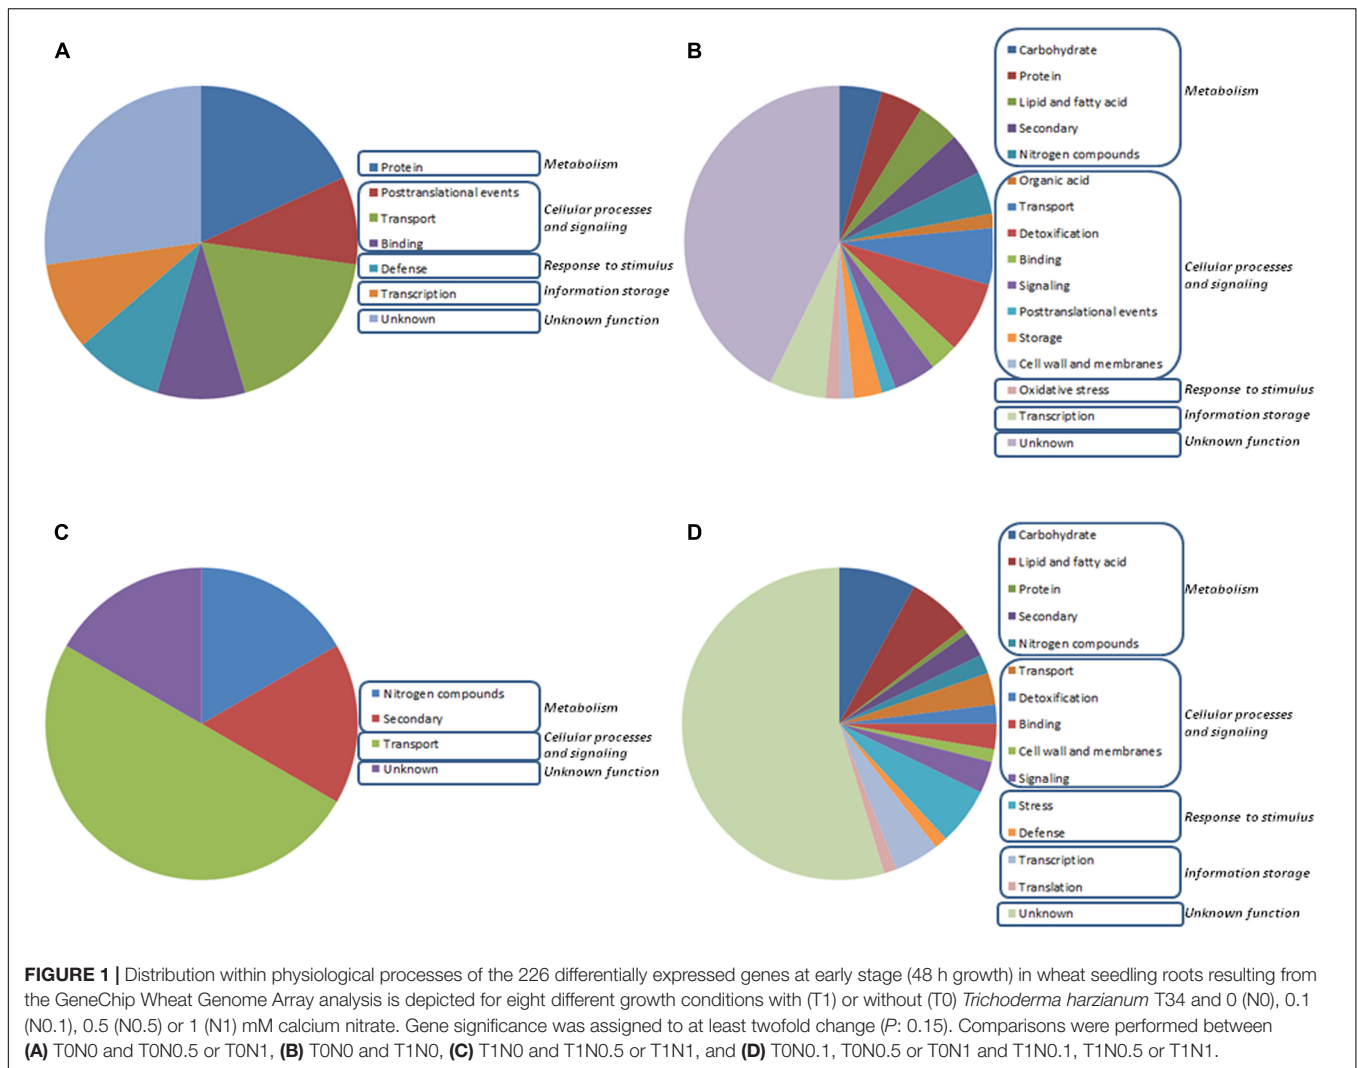 A
Protein
Metabolism
Posttranslational events
Transport
Binding
Cellular processes
and signaling
Defense
Response to stimulus
Transcription
Information storage
Unknown
Unknown function
B
Carbohydrate
Protein
Lipid and fatty acid
Secondary
Nitrogen compounds
Metabolism
Organic acid
Transport
Detoxification
Binding
Signaling
Posttranslational events
Storage
Cell wall and membranes
Cellular processes
and signaling
Oxidative stress
Response to stimulus
Transcription
Information storage
Unknown
Unknown function
C
Nitrogen compounds
Secondary
Metabolism
Transport
Cellular processes
and signaling
Unknown
Unknown function
D
Carbohydrate
Lipid and fatty acid
Protein
Secondary
Nitrogen compounds
Metabolism
Transport
Detoxification
Binding
Cell wall and membranes
Signaling
Cellular processes
and signaling
Stress
Defense
Response to stimulus
Transcription
Translation
Information storage
Unknown
Unknown function
FIGURE 1 | Distribution within physiological processes of the 226 differentially expressed genes at early stage (48 h growth) in wheat seedling roots resulting from
the GeneChip Wheat Genome Array analysis is depicted for eight different growth conditions with (T1) or without (T0) Trichoderma harzianum T34 and 0 (N0), 0.1
(N0.1), 0.5 (N0.5) or 1 (N1) mM calcium nitrate. Gene significance was assigned to at least twofold change (P: 0.15). Comparisons were performed between
(A) T0N0 and T0N0.5 or T0N1, (B) T0N0 and T1N0, (C) T1N0 and T1N0.5 or T1N1, and (D) T0N0.1, T0N0.5 or T0N1 and T1N0.1, T1N0.5 or T1N1.